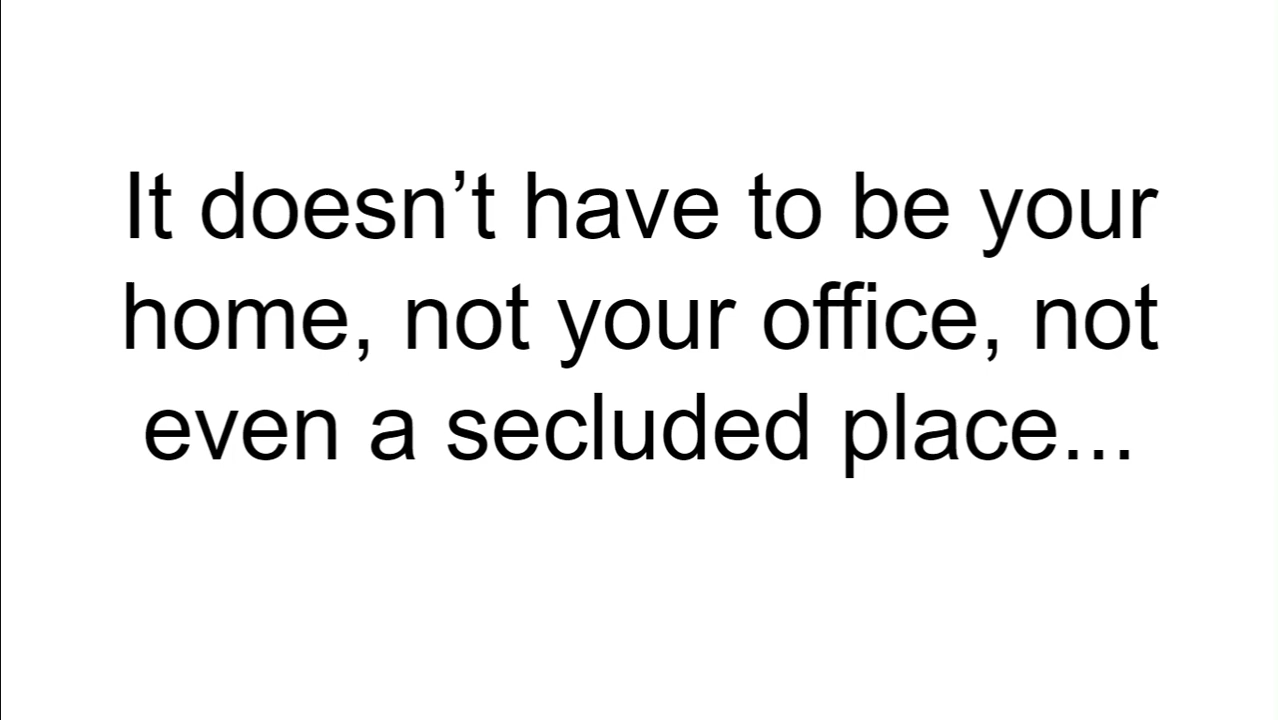 It doesn’t have to be your
home, not your office, not
even a secluded place...